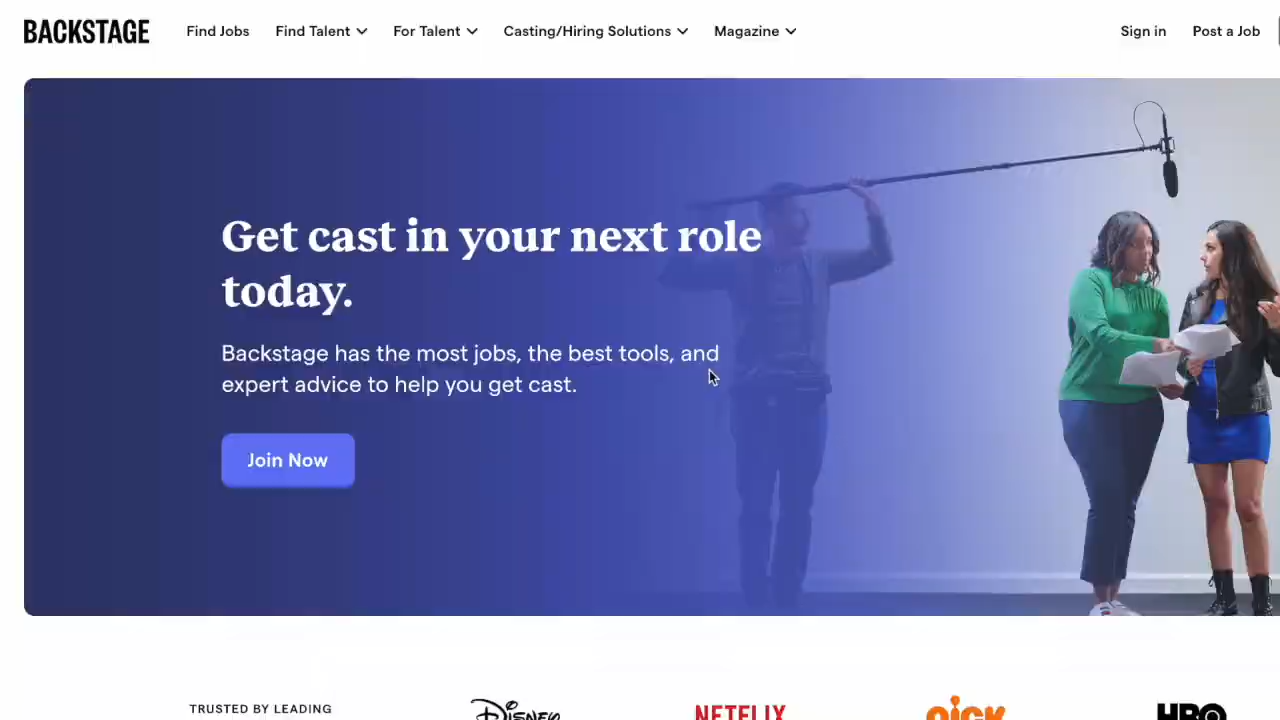 BACKSTAGE
Find Jobs
Find Talent
For Talent
Casting/Hiring Solutions
Magazine
Sign in
Post a Job
Get cast in your next role
today.
Backstage has the most jobs, the best tools, and
expert advice to help you get cast.
Join Now
TRUSTED BY LEADING
DISNEY
NETFLIX
nick
HBO